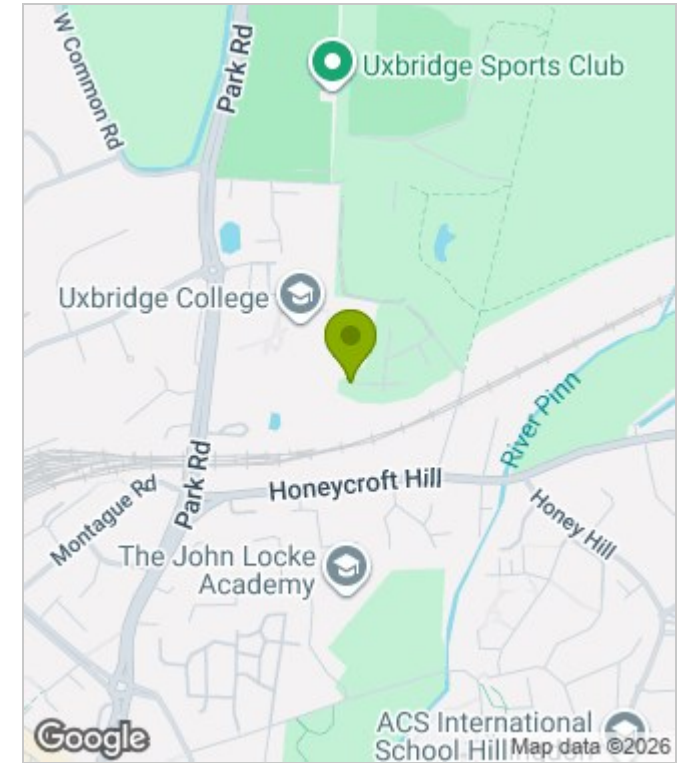 W Common Rd
Park Rd
Uxbridge Sports Club
Uxbridge College
River Pinn
Park Rd
Honeycroft Hill
Montague Rd
Honey Hill
The John Locke
Academy
ACS International
School Hill
Google
Map data ©2026